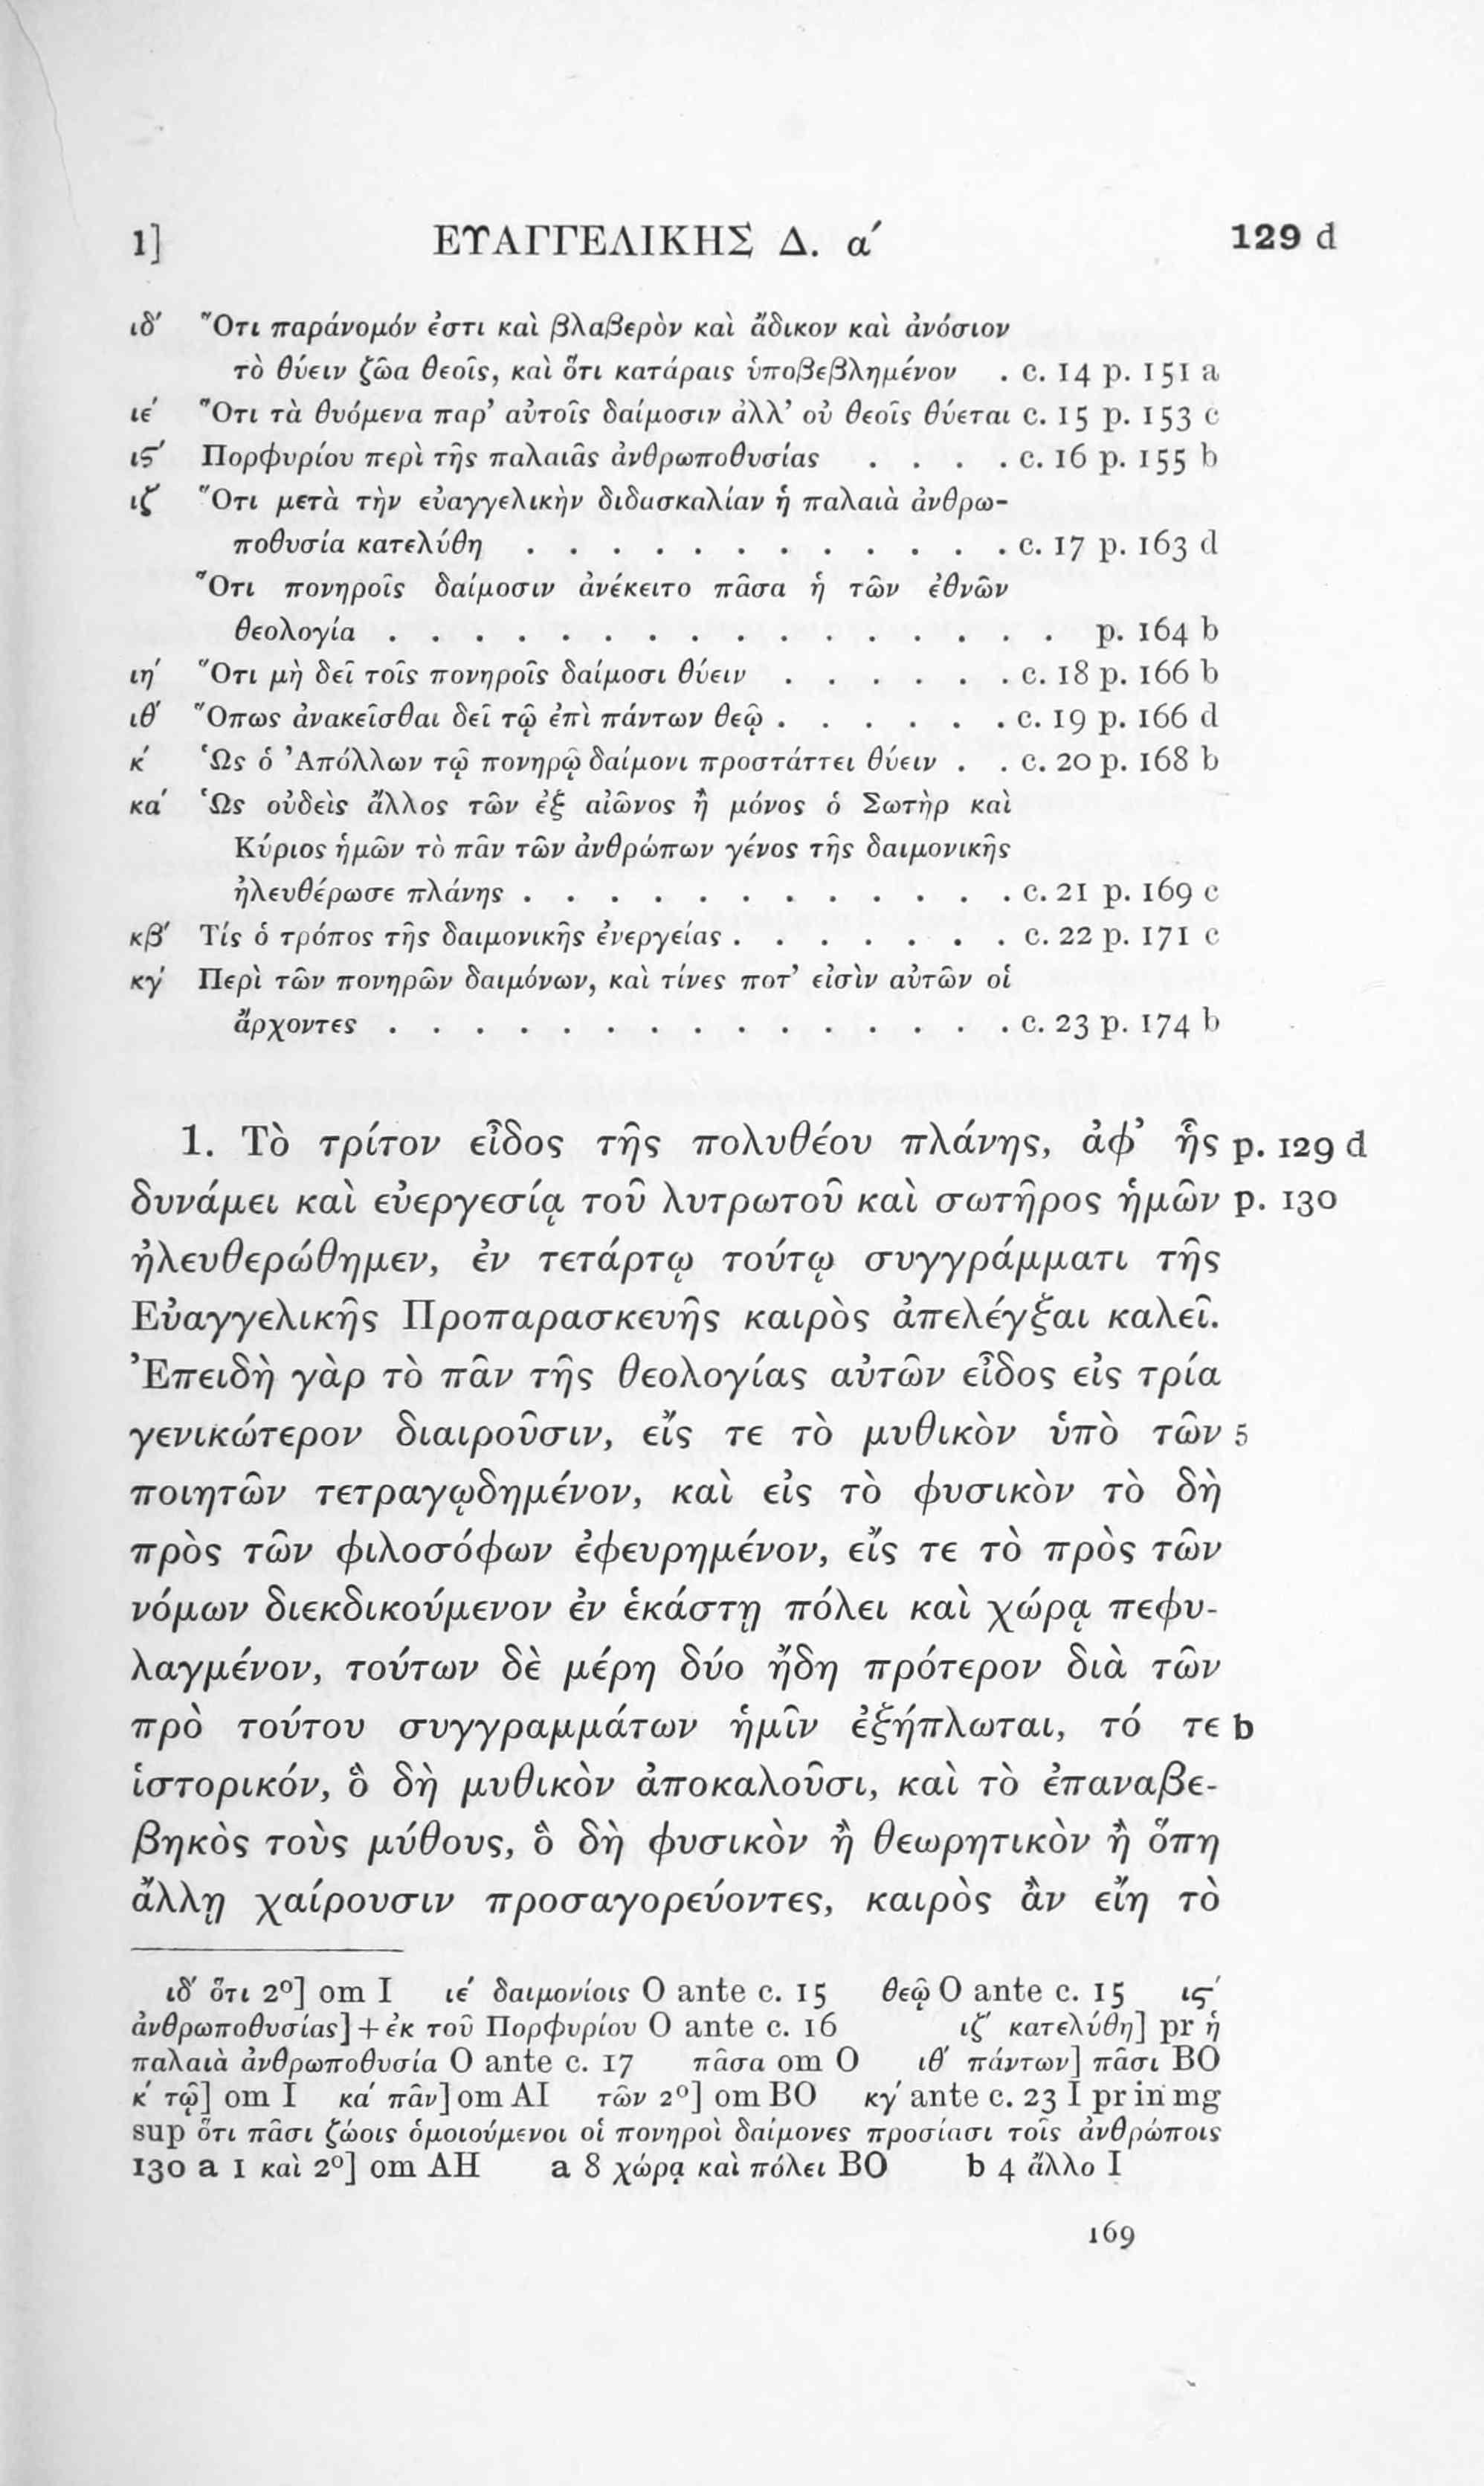 1] ΕΥΑΓΓΕΛΙΚΗΣ Δ. α΄ 129 d
ιδ΄ Ὅτι παράνομόν ἐστι καὶ βλαβερὸν καὶ ἄδικον καὶ ἀνόσιον
τὸ θύειν ζῶα θεοῖς, καὶ ὅτι κατάραις ὑποβεβλημένον . c. 14 p. 151 a
ιε΄ Ὅτι τὰ θυόμενα παρ’ αὐτοῖς δαίμοσιν ἀλλ’ οὐ θεοῖς θύεται c. 15 p. 153 c
ιϛ΄ Πορφυρίου περὶ τῆς παλαιᾶς ἀνθρωποθυσίας . . . . c. 16 p. 155 b
ιζ΄ Ὅτι μετὰ τὴν εὐαγγελικὴν διδασκαλίαν ἡ παλαιὰ ἀνθρω-
ποθυσία κατελύθη . . . . . . . . . . . . c. 17 p. 163 d
Ὅτι πονηροῖς δαίμοσιν ἀνέκειτο πᾶσα ἡ τῶν ἐθνῶν
θεολογία . . . . . . . . . . . . . . . . p. 164 b
ιη΄ Ὅτι μὴ δεῖ τοῖς πονηροῖς δαίμοσι θύειν . . . . . . c. 18 p. 166 b
ιθ΄ Ὅπως ἀνακεῖσθαι δεῖ τῷ ἐπὶ πάντων θεῷ . . . . . . c. 19 p. 166 d
κ΄ Ὡς ὁ Ἀπόλλων τῷ πονηρῷ δαίμονι προστάττει θύειν . . c. 20 p. 168 b
κα΄ Ὡς οὐδεὶς ἄλλος τῶν ἐξ αἰῶνος ἢ μόνος ὁ Σωτὴρ καὶ
Κύριος ἡμῶν τὸ πᾶν τῶν ἀνθρώπων γένος τῆς δαιμονικῆς
ἠλευθέρωσε πλάνης . . . . . . . . . . . . c. 21 p. 169 c
κβ΄ Τίς ὁ τρόπος τῆς δαιμονικῆς ἐνεργείας . . . . . . . c. 22 p. 171 c
κγ΄ Περὶ τῶν πονηρῶν δαιμόνων, καὶ τίνες ποτ’ εἰσὶν αὐτῶν οἱ
ἄρχοντες . . . . . . . . . . . . . . . c. 23 p. 174 b
1. Τὸ τρίτον εἶδος τῆς πολυθέου πλάνης, ἀφ’ ἧς p. 129 d
δυνάμει καὶ εὐεργεσίᾳ τοῦ λυτρωτοῦ καὶ σωτῆρος ἡμῶν p. 130
ἠλευθερώθημεν, ἐν τετάρτῳ τούτῳ συγγράμματι τῆς
Εὐαγγελικῆς Προπαρασκευῆς καιρὸς ἀπελέγξαι καλεῖ.
Ἐπειδὴ γὰρ τὸ πᾶν τῆς θεολογίας αὐτῶν εἶδος εἰς τρία
γενικώτερον διαιροῦσιν, εἴς τε τὸ μυθικὸν ὑπὸ τῶν 5
ποιητῶν τετραγῳδημένον, καὶ εἰς τὸ φυσικὸν τὸ δὴ
πρὸς τῶν φιλοσόφων ἐφευρημένον, εἴς τε τὸ πρὸς τῶν
νόμων διεκδικούμενον ἐν ἑκάστῃ πόλει καὶ χώρᾳ πεφυ-
λαγμένον, τούτων δὲ μέρη δύο ἤδη πρότερον διὰ τῶν
πρὸ τούτου συγγραμμάτων ἡμῖν ἐξήπλωται, τό τε b
ἱστορικόν, ὃ δὴ μυθικὸν ἀποκαλοῦσι, καὶ τὸ ἐπαναβε-
βηκὸς τοὺς μύθους, ὃ δὴ φυσικὸν ἢ θεωρητικὸν ἢ ὅπη
ἄλλῃ χαίρουσιν προσαγορεύοντες, καιρὸς ἂν εἴη τὸ
ιδ΄ ὅτι 2º] om I ιε΄ δαιμονίοις O ante c. 15 θεῷ O ante c. 15 ιϛ΄
ἀνθρωποθυσίας] + ἐκ τοῦ Πορφυρίου O ante c. 16 ιζ΄ κατελύθη] pr ἡ
παλαιὰ ἀνθρωποθυσία O ante c. 17 πᾶσα om O ιθ΄ πάντων] πᾶσι BO
κ΄ τῷ] om I κα΄ πᾶν] om AI τῶν 2º] om BO κγ΄ ante c. 23 I pr in mg
sup ὅτι πᾶσι ζώοις ὁμοιούμενοι οἱ πονηροὶ δαίμονες προσίασι τοῖς ἀνθρώποις
130 a 1 καὶ 2º] om AH a 8 χώρᾳ καὶ πόλει BO b 4 ἄλλο I
169